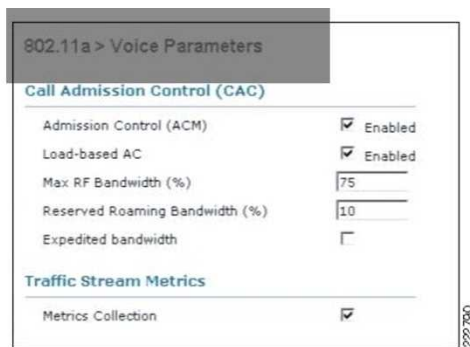 802.11a > Voice Parameters
Call Admission Control (CAC)
Admission Control (ACM) Enabled
Load-based AC Enabled
Max RF Bandwidth (%) 75
Reserved Roaming Bandwidth (%) 10
Expedited bandwidth
Traffic Stream Metrics
Metrics Collection
222790